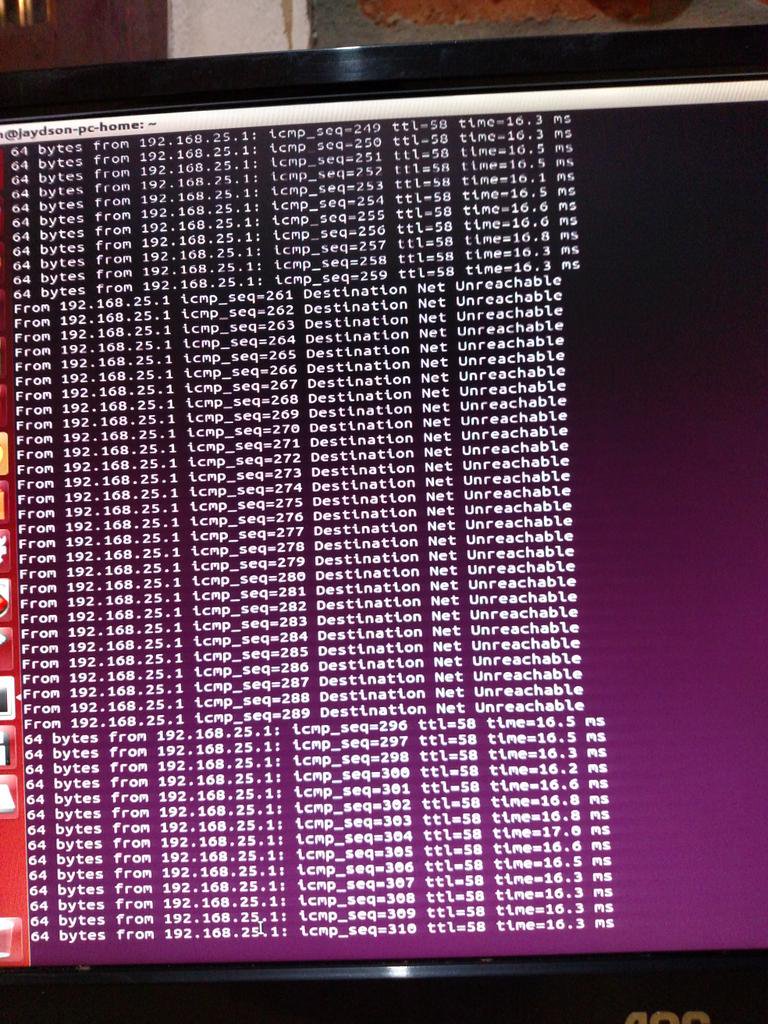 n@jaydson-pc-home: ~
64 bytes from 192.168.25.1: icmp_seq=249 ttl=58 time=16.3 ms
64 bytes from 192.168.25.1: icmp_seq=250 ttl=58 time=16.3 ms
64 bytes from 192.168.25.1: icmp_seq=251 ttl=58 time=16.5 ms
64 bytes from 192.168.25.1: icmp_seq=252 ttl=58 time=16.5 ms
64 bytes from 192.168.25.1: icmp_seq=253 ttl=58 time=16.1 ms
64 bytes from 192.168.25.1: icmp_seq=254 ttl=58 time=16.5 ms
64 bytes from 192.168.25.1: icmp_seq=255 ttl=58 time=16.6 ms
64 bytes from 192.168.25.1: icmp_seq=256 ttl=58 time=16.6 ms
64 bytes from 192.168.25.1: icmp_seq=257 ttl=58 time=16.8 ms
64 bytes from 192.168.25.1: icmp_seq=258 ttl=58 time=16.3 ms
64 bytes from 192.168.25.1: icmp_seq=259 ttl=58 time=16.3 ms
From 192.168.25.1 icmp_seq=261 Destination Net Unreachable
From 192.168.25.1 icmp_seq=262 Destination Net Unreachable
From 192.168.25.1 icmp_seq=263 Destination Net Unreachable
From 192.168.25.1 icmp_seq=264 Destination Net Unreachable
From 192.168.25.1 icmp_seq=265 Destination Net Unreachable
From 192.168.25.1 icmp_seq=266 Destination Net Unreachable
From 192.168.25.1 icmp_seq=267 Destination Net Unreachable
From 192.168.25.1 icmp_seq=268 Destination Net Unreachable
From 192.168.25.1 icmp_seq=269 Destination Net Unreachable
From 192.168.25.1 icmp_seq=270 Destination Net Unreachable
From 192.168.25.1 icmp_seq=271 Destination Net Unreachable
From 192.168.25.1 icmp_seq=272 Destination Net Unreachable
From 192.168.25.1 icmp_seq=273 Destination Net Unreachable
From 192.168.25.1 icmp_seq=274 Destination Net Unreachable
From 192.168.25.1 icmp_seq=275 Destination Net Unreachable
From 192.168.25.1 icmp_seq=276 Destination Net Unreachable
From 192.168.25.1 icmp_seq=277 Destination Net Unreachable
From 192.168.25.1 icmp_seq=278 Destination Net Unreachable
From 192.168.25.1 icmp_seq=279 Destination Net Unreachable
From 192.168.25.1 icmp_seq=280 Destination Net Unreachable
From 192.168.25.1 icmp_seq=281 Destination Net Unreachable
From 192.168.25.1 icmp_seq=282 Destination Net Unreachable
From 192.168.25.1 icmp_seq=283 Destination Net Unreachable
From 192.168.25.1 icmp_seq=284 Destination Net Unreachable
From 192.168.25.1 icmp_seq=285 Destination Net Unreachable
From 192.168.25.1 icmp_seq=286 Destination Net Unreachable
From 192.168.25.1 icmp_seq=287 Destination Net Unreachable
From 192.168.25.1 icmp_seq=288 Destination Net Unreachable
From 192.168.25.1 icmp_seq=289 Destination Net Unreachable
64 bytes from 192.168.25.1: icmp_seq=296 ttl=58 time=16.5 ms
64 bytes from 192.168.25.1: icmp_seq=297 ttl=58 time=16.5 ms
64 bytes from 192.168.25.1: icmp_seq=298 ttl=58 time=16.3 ms
64 bytes from 192.168.25.1: icmp_seq=300 ttl=58 time=16.2 ms
64 bytes from 192.168.25.1: icmp_seq=301 ttl=58 time=16.6 ms
64 bytes from 192.168.25.1: icmp_seq=302 ttl=58 time=16.8 ms
64 bytes from 192.168.25.1: icmp_seq=303 ttl=58 time=16.8 ms
64 bytes from 192.168.25.1: icmp_seq=304 ttl=58 time=17.0 ms
64 bytes from 192.168.25.1: icmp_seq=305 ttl=58 time=16.6 ms
64 bytes from 192.168.25.1: icmp_seq=306 ttl=58 time=16.5 ms
64 bytes from 192.168.25.1: icmp_seq=307 ttl=58 time=16.3 ms
64 bytes from 192.168.25.1: icmp_seq=308 ttl=58 time=16.3 ms
64 bytes from 192.168.25.1: icmp_seq=309 ttl=58 time=16.3 ms
64 bytes from 192.168.25.1: icmp_seq=310 ttl=58 time=16.3 ms